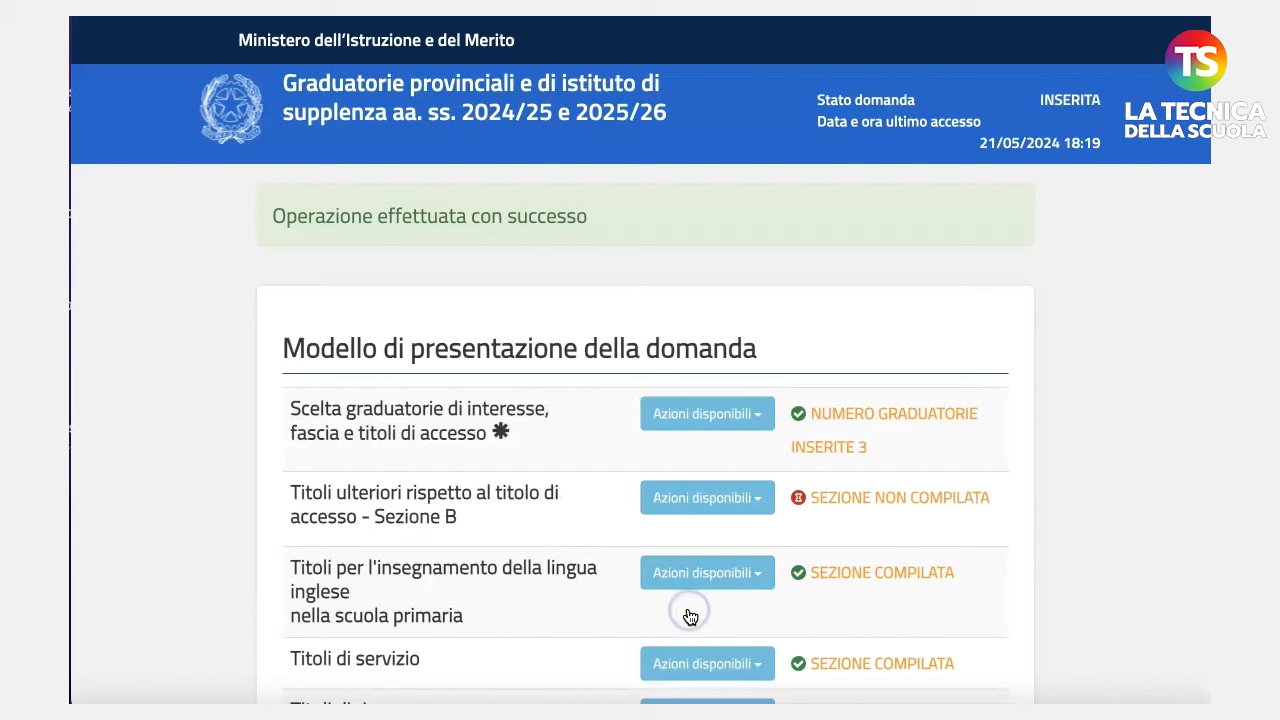 Ministero dell'Istruzione e del Merito
Graduatorie provinciali e di istituto di
supplenza aa. ss. 2024/25 e 2025/26
Stato domanda INSERITA
Data e ora ultimo accesso
21/05/2024 18:19
TS
LA TECNICA
DELLA SCUOLA
Operazione effettuata con successo
Modello di presentazione della domanda
Scelta graduatorie di interesse,
fascia e titoli di accesso ✱
Azioni disponibili
NUMERO GRADUATORIE
INSERITE 3
Titoli ulteriori rispetto al titolo di
accesso - Sezione B
Azioni disponibili
SEZIONE NON COMPILATA
Titoli per l'insegnamento della lingua
inglese
nella scuola primaria
Azioni disponibili
SEZIONE COMPILATA
Titoli di servizio
Azioni disponibili
SEZIONE COMPILATA